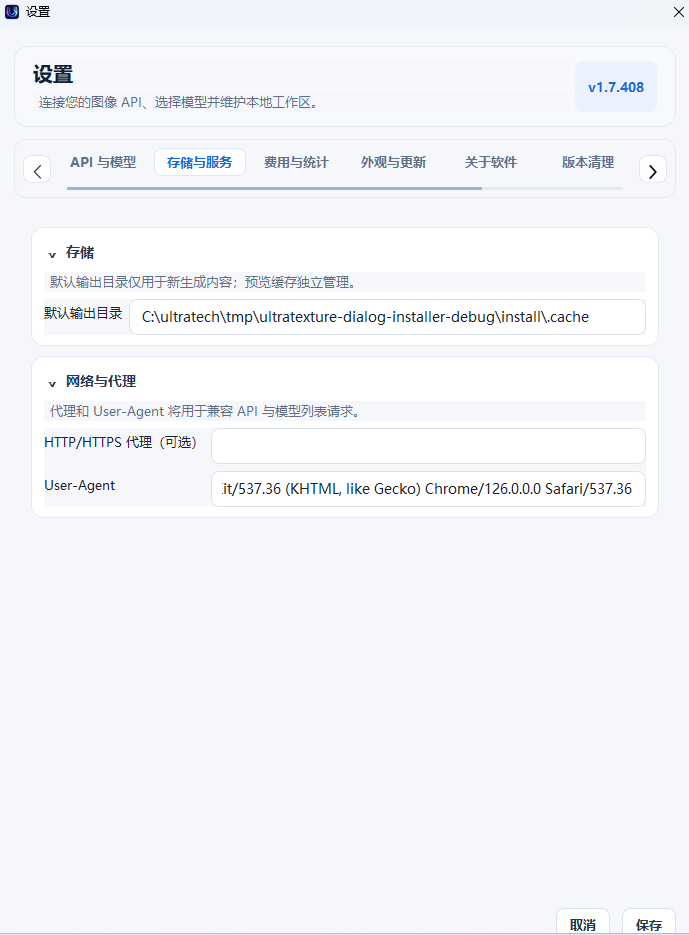 设置
设置
连接您的图像 API、选择模型并维护本地工作区。
v1.7.408
API 与模型 存储与服务 费用与统计 外观与更新 关于软件 版本清理
存储
默认输出目录仅用于新生成内容；预览缓存独立管理。
默认输出目录 C:\ultratech\tmp\ultratexture-dialog-installer-debug\install\.cache
网络与代理
代理和 User-Agent 将用于兼容 API 与模型列表请求。
HTTP/HTTPS 代理（可选）
User-Agent it/537.36 (KHTML, like Gecko) Chrome/126.0.0.0 Safari/537.36
取消 保存